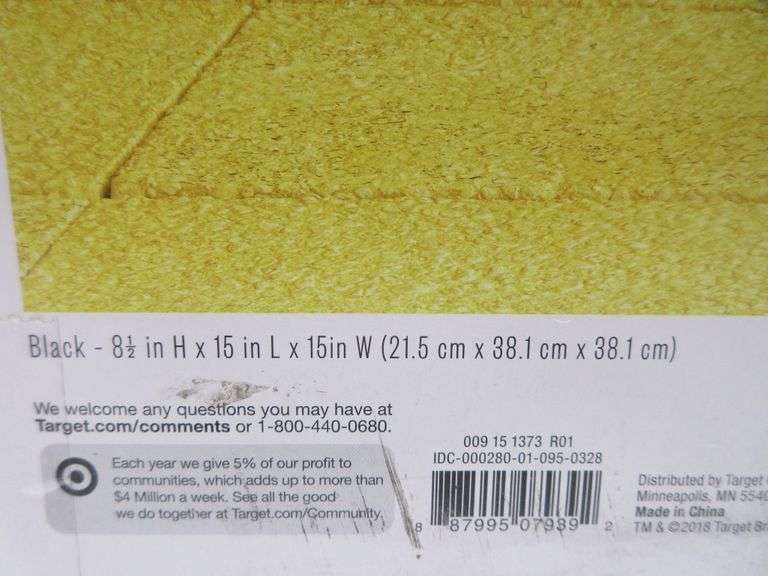 Black - 8½ in H x 15 in L x 15in W (21.5 cm x 38.1 cm x 38.1 cm)
We welcome any questions you may have at
Target.com/comments or 1-800-440-0680.
Each year we give 5% of our profit to
communities, which adds up to more than
$4 Million a week. See all the good
we do together at Target.com/Community.
009 15 1373 R01
IDC-000280-01-095-0328
8 87995 07939 2
Distributed by Target
Minneapolis, MN
Made in China
TM & ©2018 Target